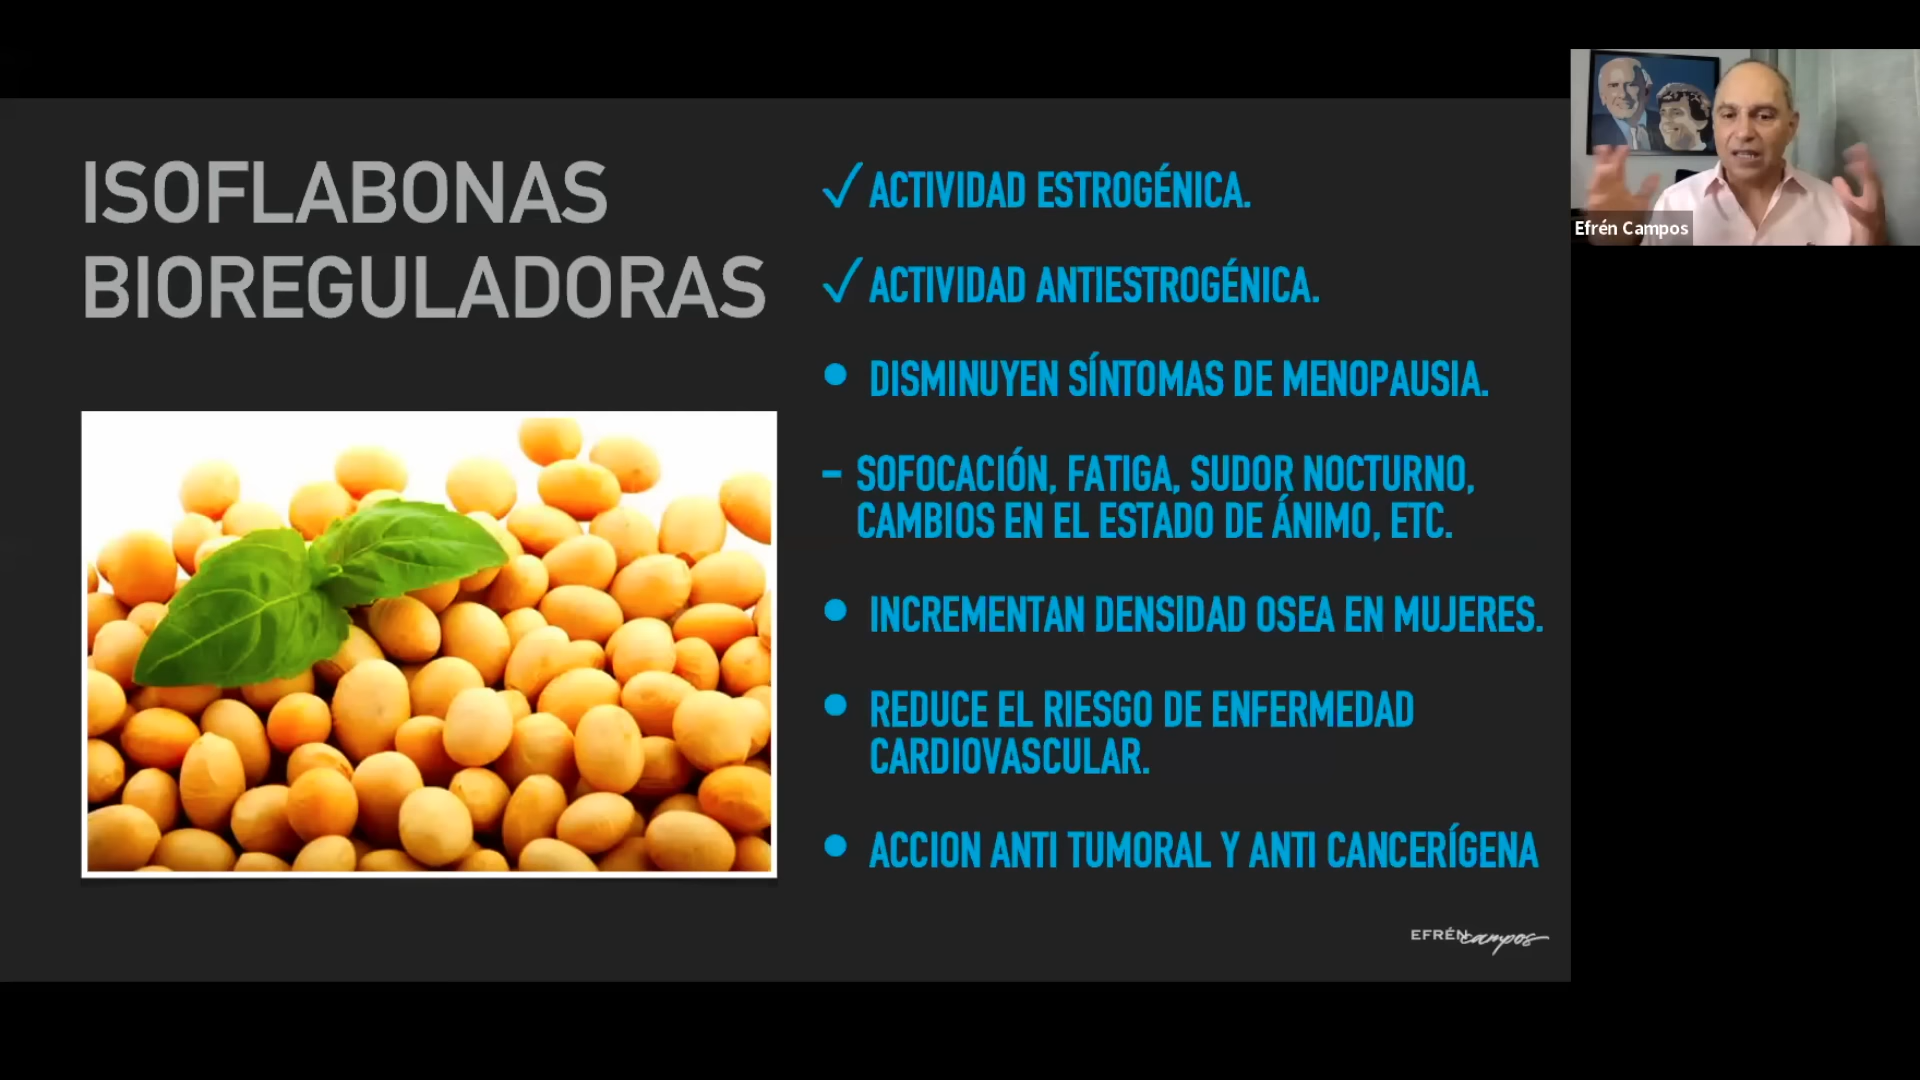 ISOFLABONAS
BIOREGULADORAS
✓ ACTIVIDAD ESTROGÉNICA.
✓ ACTIVIDAD ANTIESTROGÉNICA.
• DISMINUYEN SÍNTOMAS DE MENOPAUSIA.
- SOFOCACIÓN, FATIGA, SUDOR NOCTURNO,
CAMBIOS EN EL ESTADO DE ÁNIMO, ETC.
• INCREMENTAN DENSIDAD OSEA EN MUJERES.
• REDUCE EL RIESGO DE ENFERMEDAD
CARDIOVASCULAR.
• ACCION ANTI TUMORAL Y ANTI CANCERÍGENA
EFRÉN campos
Efrén Campos